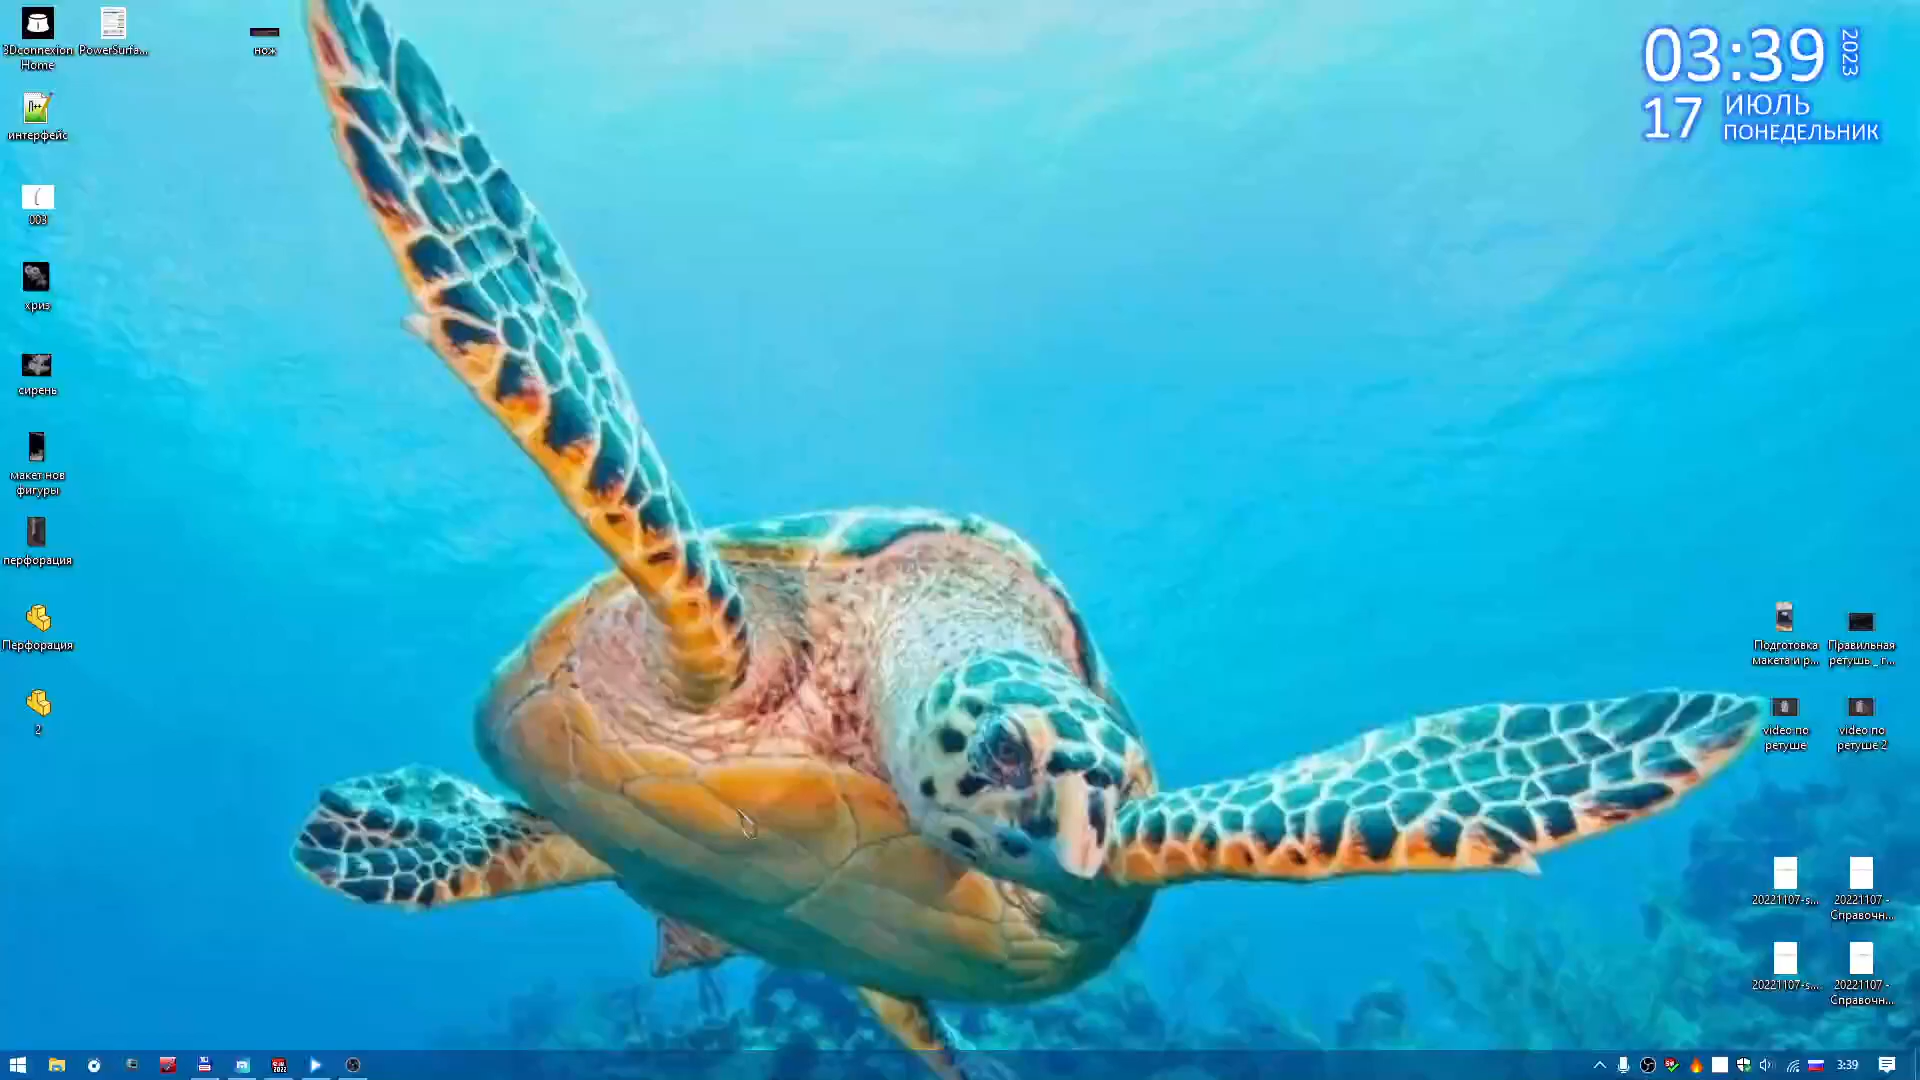 3Dconnexion
Home
PowerSurfa...
нож
интерфейс
003
хриз
сирень
макет нов
фигуры
перфорация
Перфорация
2
03:39
2023
17
ИЮЛЬ
ПОНЕДЕЛЬНИК
Подготовка
макета и р...
Правильная
ретушь _ г...
video по
ретуше
video по
ретуше 2
20221107-s...
20221107 -
Справочн...
20221107-s...
20221107 -
Справочн...
3:39